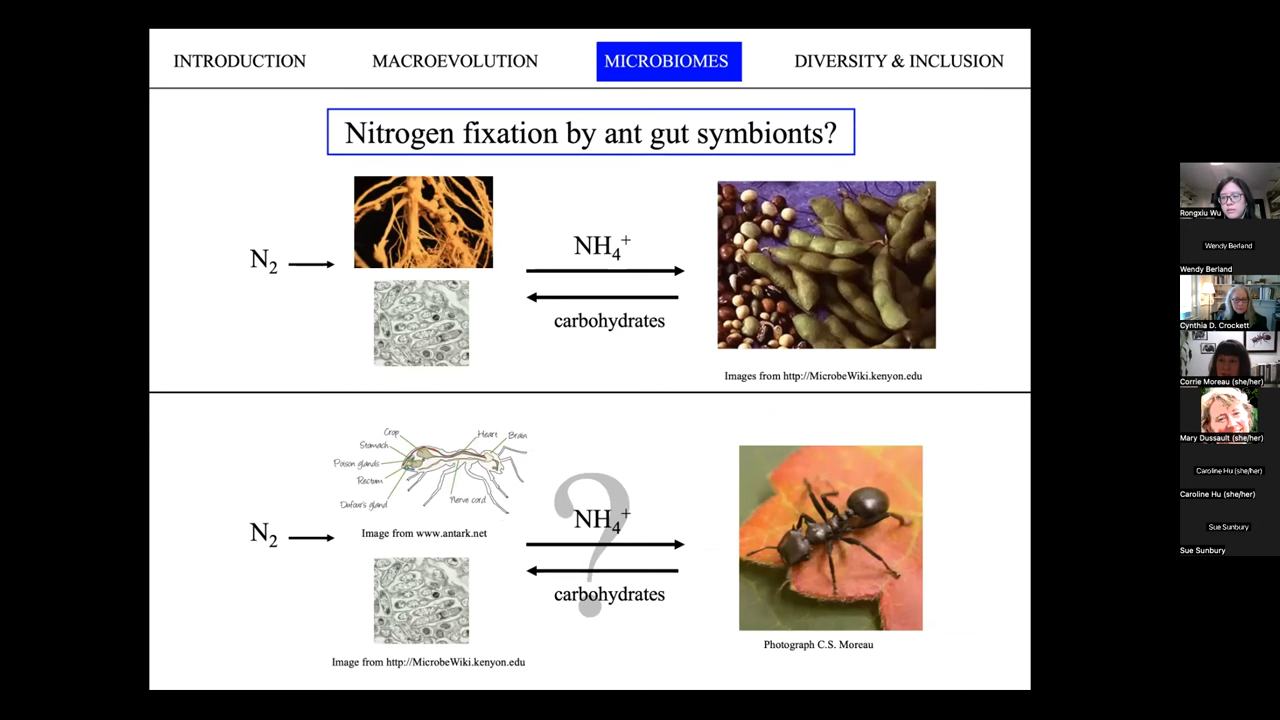 INTRODUCTION
MACROEVOLUTION
MICROBIOMES
DIVERSITY & INCLUSION
Nitrogen fixation by ant gut symbionts?
N2
NH4+
carbohydrates
Images from http://MicrobeWiki.kenyon.edu
Crop
Heart
Brain
Stomach
Poison glands
Rectum
Dufour's gland
Nerve cord
Image from www.antark.net
N2
?
NH4+
carbohydrates
Image from http://MicrobeWiki.kenyon.edu
Photograph C.S. Moreau
Rongxiu Wu
Wendy Berland
Wendy Berland
Cynthia D. Crockett
Corrie Moreau (she/her)
Mary Dussault (she/her)
Caroline Hu (she/her)
Caroline Hu (she/her)
Sue Sunbury
Sue Sunbury